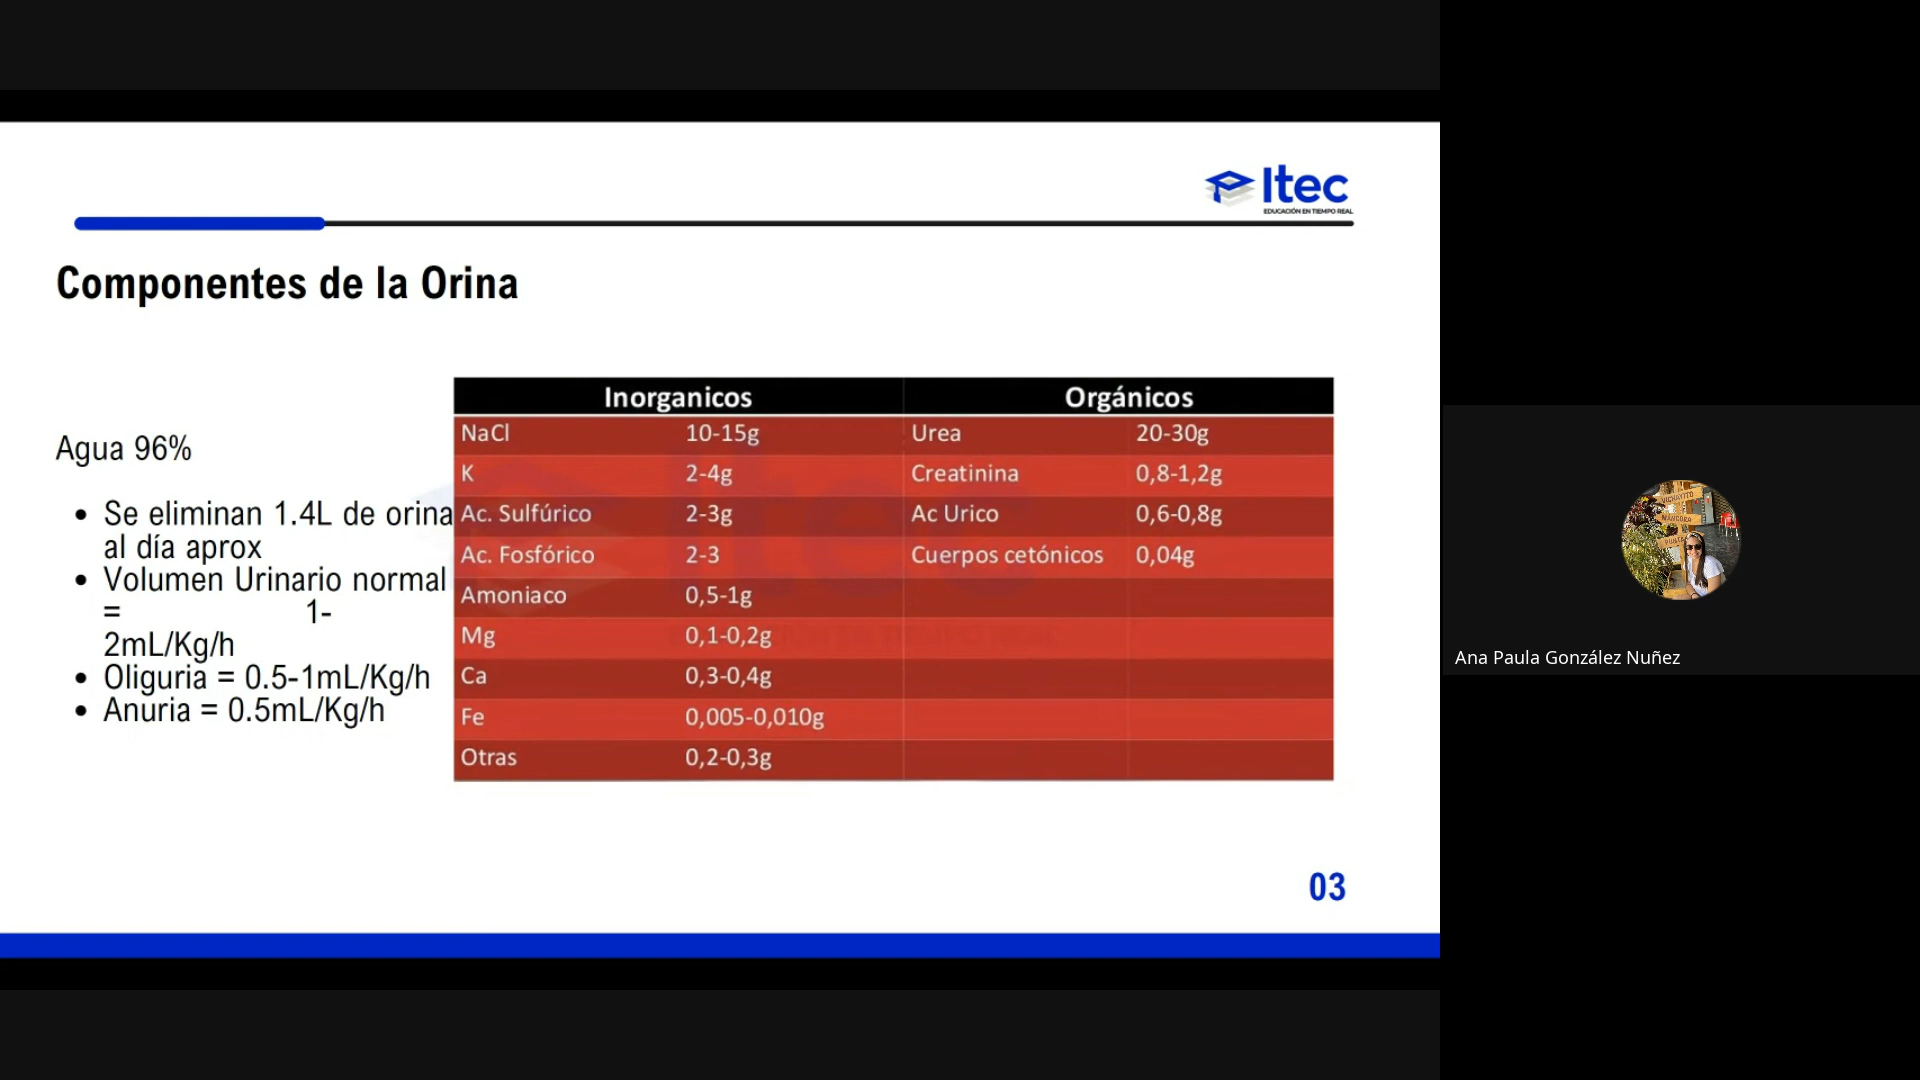 Itec
EDUCACIÓN EN TIEMPO REAL
Componentes de la Orina
Agua 96%
• Se eliminan 1.4L de orina
al día aprox
• Volumen Urinario normal
= 1-
2mL/Kg/h
• Oliguria = 0.5-1mL/Kg/h
• Anuria = 0.5mL/Kg/h
Inorganicos Orgánicos
NaCl 10-15g Urea 20-30g
K 2-4g Creatinina 0,8-1,2g
Ac. Sulfúrico 2-3g Ac Urico 0,6-0,8g
Ac. Fosfórico 2-3 Cuerpos cetónicos 0,04g
Amoniaco 0,5-1g
Mg 0,1-0,2g
Ca 0,3-0,4g
Fe 0,005-0,010g
Otras 0,2-0,3g
03
MÁNCORA
Ana Paula González Nuñez